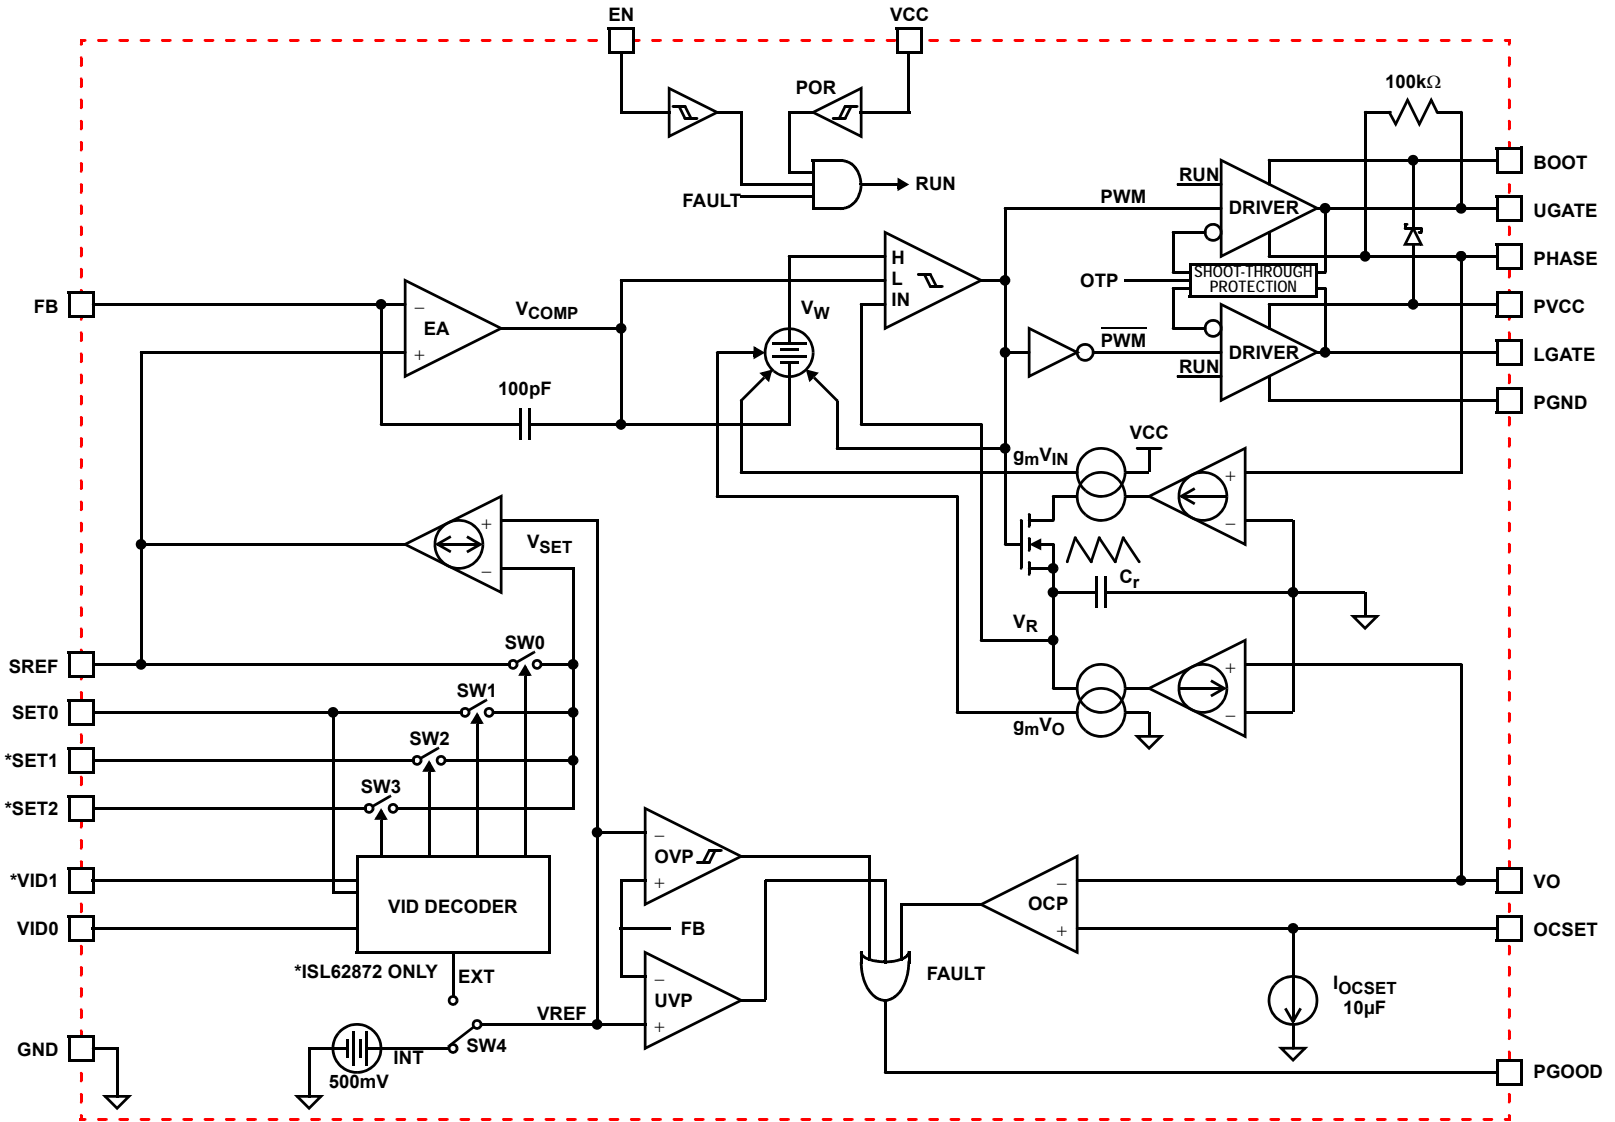 EN
VCC
POR
100kΩ
BOOT
RUN
RUN
FAULT
PWM
DRIVER
UGATE
H
L
IN
OTP
SHOOT-THROUGH
PROTECTION
PHASE
FB
−
EA
+
VCOMP
VW
PVCC
PWM
DRIVER
RUN
LGATE
100pF
PGND
VCC
gmVIN
+
−
+
−
VSET
Cr
VR
SREF
SW0
+
−
SET0
SW1
gmVO
*SET1
SW2
*SET2
SW3
−
OVP
+
*VID1
VID DECODER
VID0
FB
−
OCP
+
VO
OCSET
*ISL62872 ONLY
EXT
−
UVP
+
FAULT
IOCSET
10µF
VREF
SW4
INT
GND
500mV
PGOOD